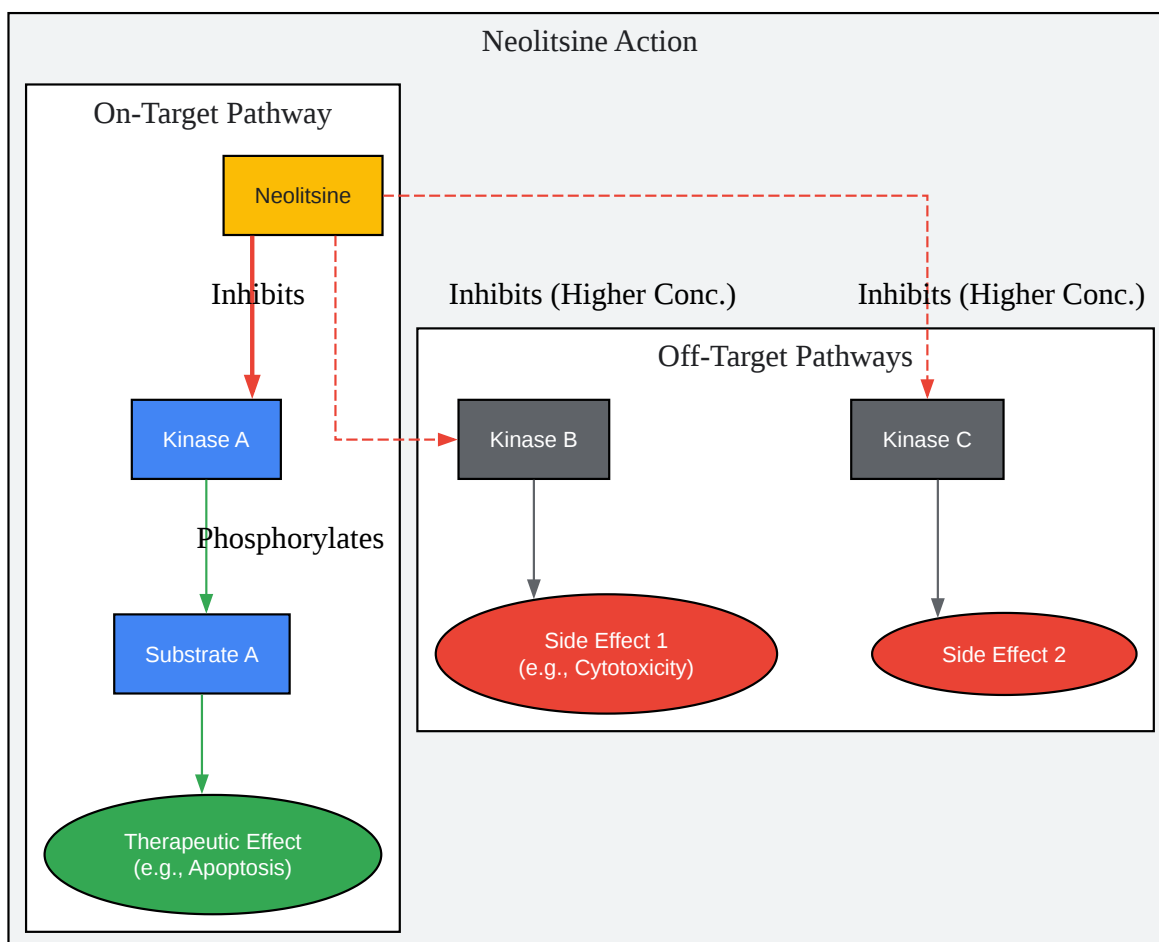 Neolitsine Action
On-Target Pathway
Neolitsine
Inhibits
Inhibits (Higher Conc.)
Inhibits (Higher Conc.)
Off-Target Pathways
Kinase A
Kinase B
Kinase C
Phosphorylates
Substrate A
Side Effect 1
(e.g., Cytotoxicity)
Side Effect 2
Therapeutic Effect
(e.g., Apoptosis)